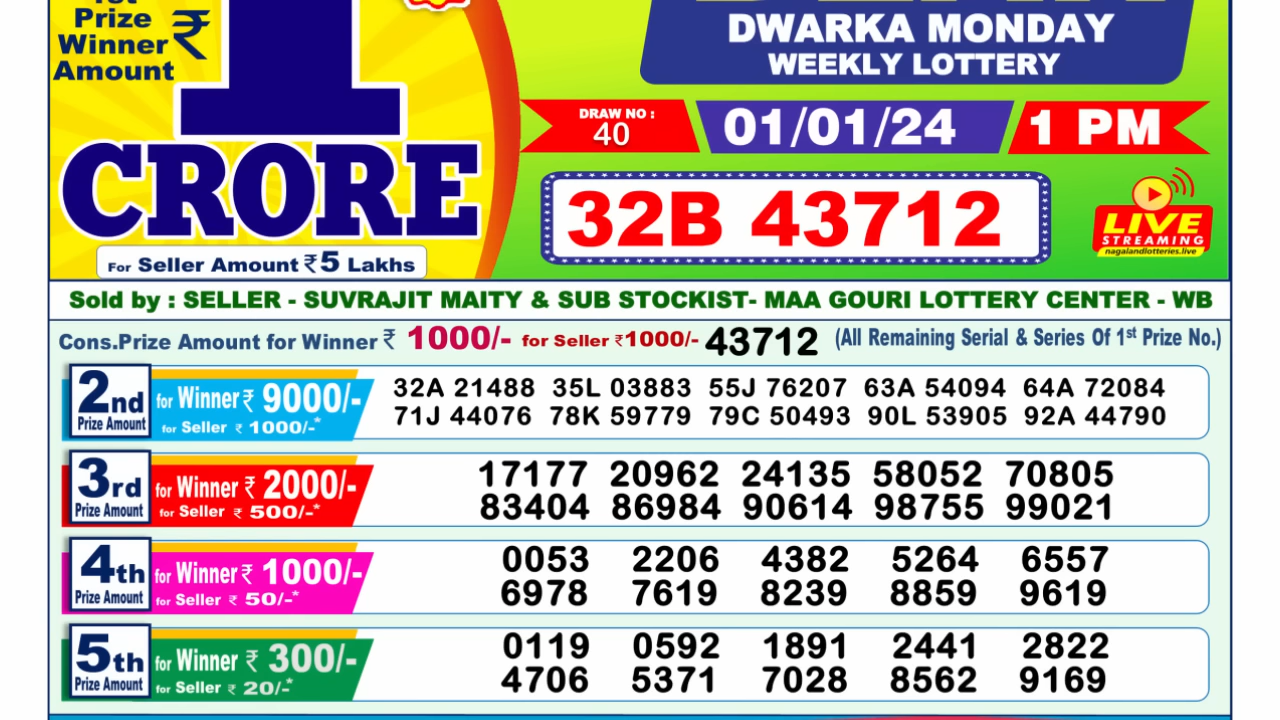 Prize
Winner ₹
Amount
1
CRORE
For Seller Amount ₹5 Lakhs
DWARKA MONDAY
WEEKLY LOTTERY
DRAW NO :
40
01/01/24
1 PM
32B 43712
LIVE
STREAMING
nagalandlotteries.live
Sold by : SELLER - SUVRAJIT MAITY & SUB STOCKIST- MAA GOURI LOTTERY CENTER - WB
Cons.Prize Amount for Winner ₹ 1000/- for Seller ₹1000/- 43712 (All Remaining Serial & Series Of 1st Prize No.)
2nd
Prize Amount
for Winner ₹ 9000/-
for Seller ₹ 1000/-*
32A 21488 35L 03883 55J 76207 63A 54094 64A 72084
71J 44076 78K 59779 79C 50493 90L 53905 92A 44790
3rd
Prize Amount
for Winner ₹ 2000/-
for Seller ₹ 500/-*
17177 20962 24135 58052 70805
83404 86984 90614 98755 99021
4th
Prize Amount
for Winner ₹ 1000/-
for Seller ₹ 50/-*
0053 2206 4382 5264 6557
6978 7619 8239 8859 9619
5th
Prize Amount
for Winner ₹ 300/-
for Seller ₹ 20/-*
0119 0592 1891 2441 2822
4706 5371 7028 8562 9169